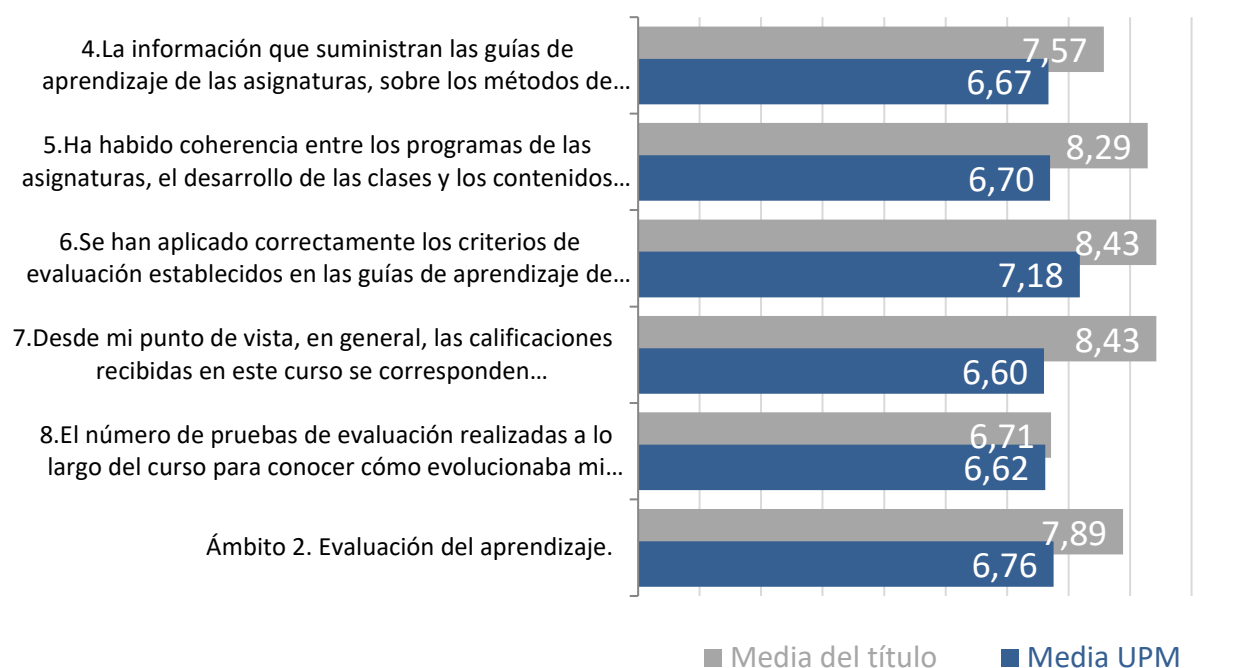 4.La información que suministran las guías de
aprendizaje de las asignaturas, sobre los métodos de…
7,57
6,67
5.Ha habido coherencia entre los programas de las
asignaturas, el desarrollo de las clases y los contenidos…
8,29
6,70
6.Se han aplicado correctamente los criterios de
evaluación establecidos en las guías de aprendizaje de…
8,43
7,18
7.Desde mi punto de vista, en general, las calificaciones
recibidas en este curso se corresponden…
8,43
6,60
8.El número de pruebas de evaluación realizadas a lo
largo del curso para conocer cómo evolucionaba mi…
6,71
6,62
Ámbito 2. Evaluación del aprendizaje.
7,89
6,76
Media del título
Media UPM